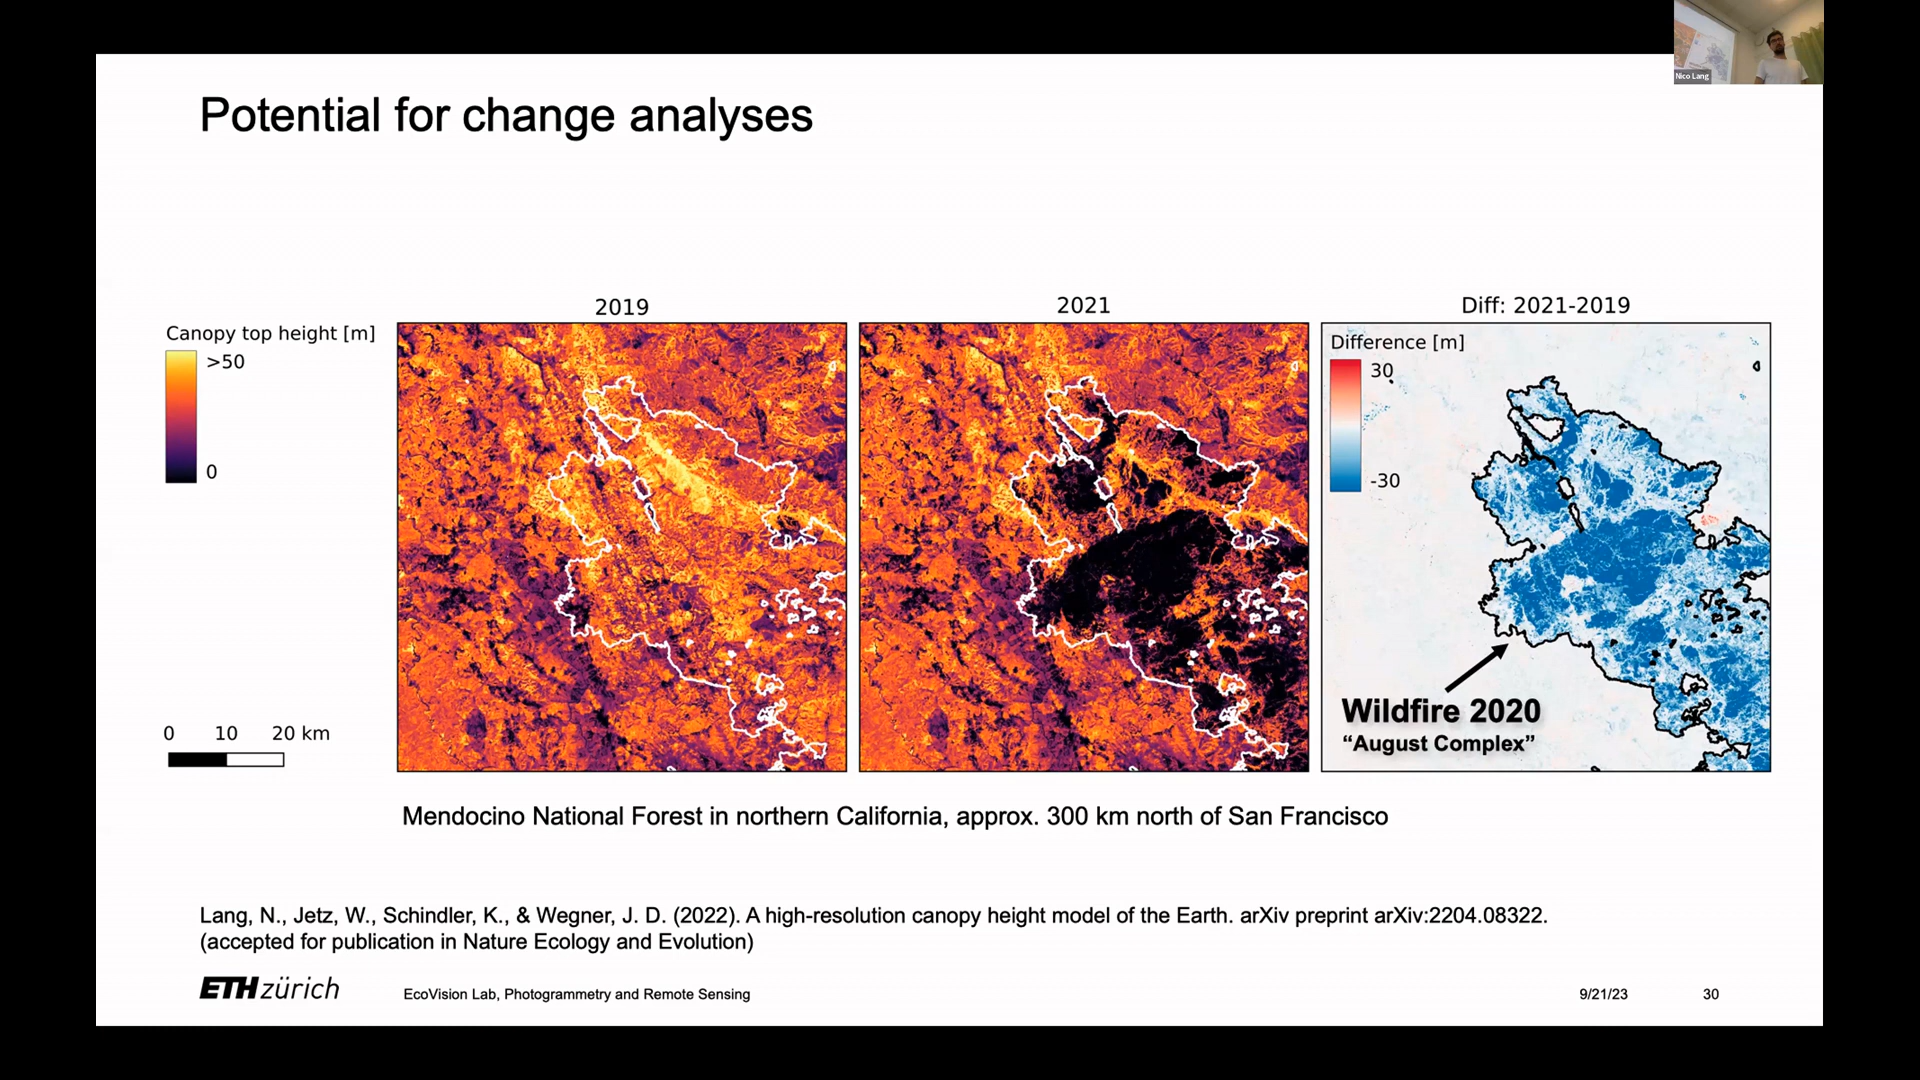 Nico Lang
Potential for change analyses
2019
2021
Diff: 2021-2019
Canopy top height [m]
>50
0
Difference [m]
30
-30
Wildfire 2020
“August Complex”
0 10 20 km
Mendocino National Forest in northern California, approx. 300 km north of San Francisco
Lang, N., Jetz, W., Schindler, K., & Wegner, J. D. (2022). A high-resolution canopy height model of the Earth. arXiv preprint arXiv:2204.08322.
(accepted for publication in Nature Ecology and Evolution)
ETH zürich
EcoVision Lab, Photogrammetry and Remote Sensing
9/21/23
30